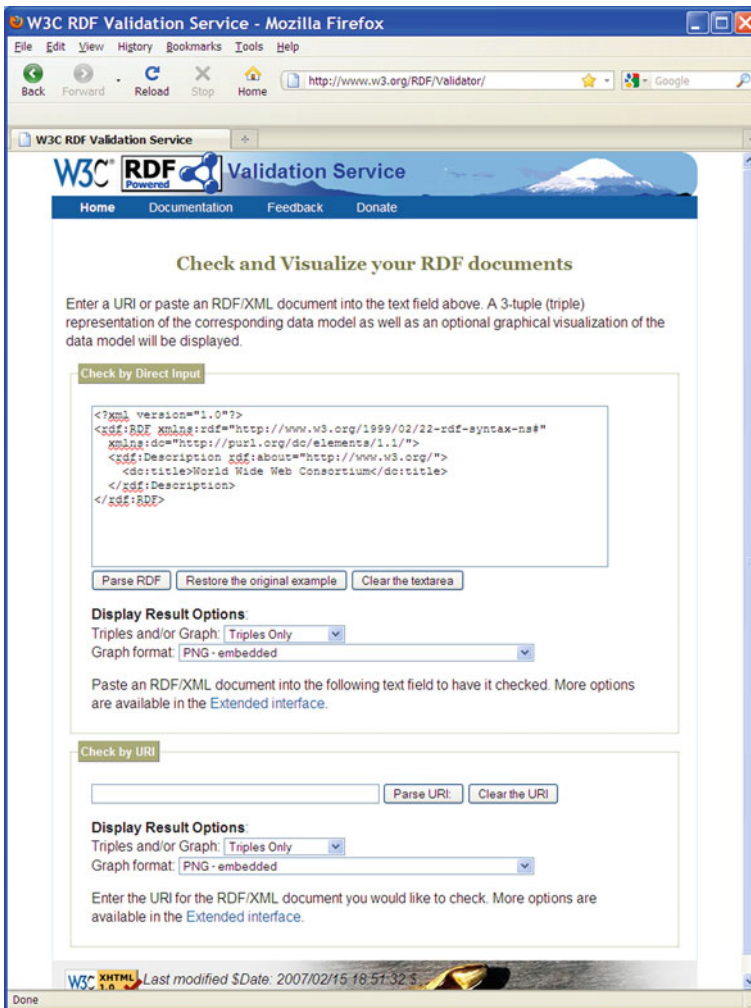 W3C RDF Validation Service - Mozilla Firefox
File Edit View History Bookmarks Tools Help
Back Forward Reload Stop Home http://www.w3.org/RDF/Validator/ Google
W3C RDF Validation Service
W3C® RDF Powered Validation Service
Home Documentation Feedback Donate
Check and Visualize your RDF documents
Enter a URI or paste an RDF/XML document into the text field above. A 3-tuple (triple)
representation of the corresponding data model as well as an optional graphical visualization of the
data model will be displayed.
Check by Direct Input
<?xml version="1.0"?>
<rdf:RDF xmlns:rdf="http://www.w3.org/1999/02/22-rdf-syntax-ns#"
xmlns:dc="http://purl.org/dc/elements/1.1/">
<rdf:Description rdf:about="http://www.w3.org/">
<dc:title>World Wide Web Consortium</dc:title>
</rdf:Description>
</rdf:RDF>
Parse RDF Restore the original example Clear the textarea
Display Result Options:
Triples and/or Graph: Triples Only
Graph format: PNG - embedded
Paste an RDF/XML document into the following text field to have it checked. More options
are available in the Extended interface.
Check by URI
Parse URI: Clear the URI
Display Result Options:
Triples and/or Graph: Triples Only
Graph format: PNG - embedded
Enter the URI for the RDF/XML document you would like to check. More options are
available in the Extended interface.
W3C XHTML 1.0 Last modified $Date: 2007/02/15 18:51:32 $
Done